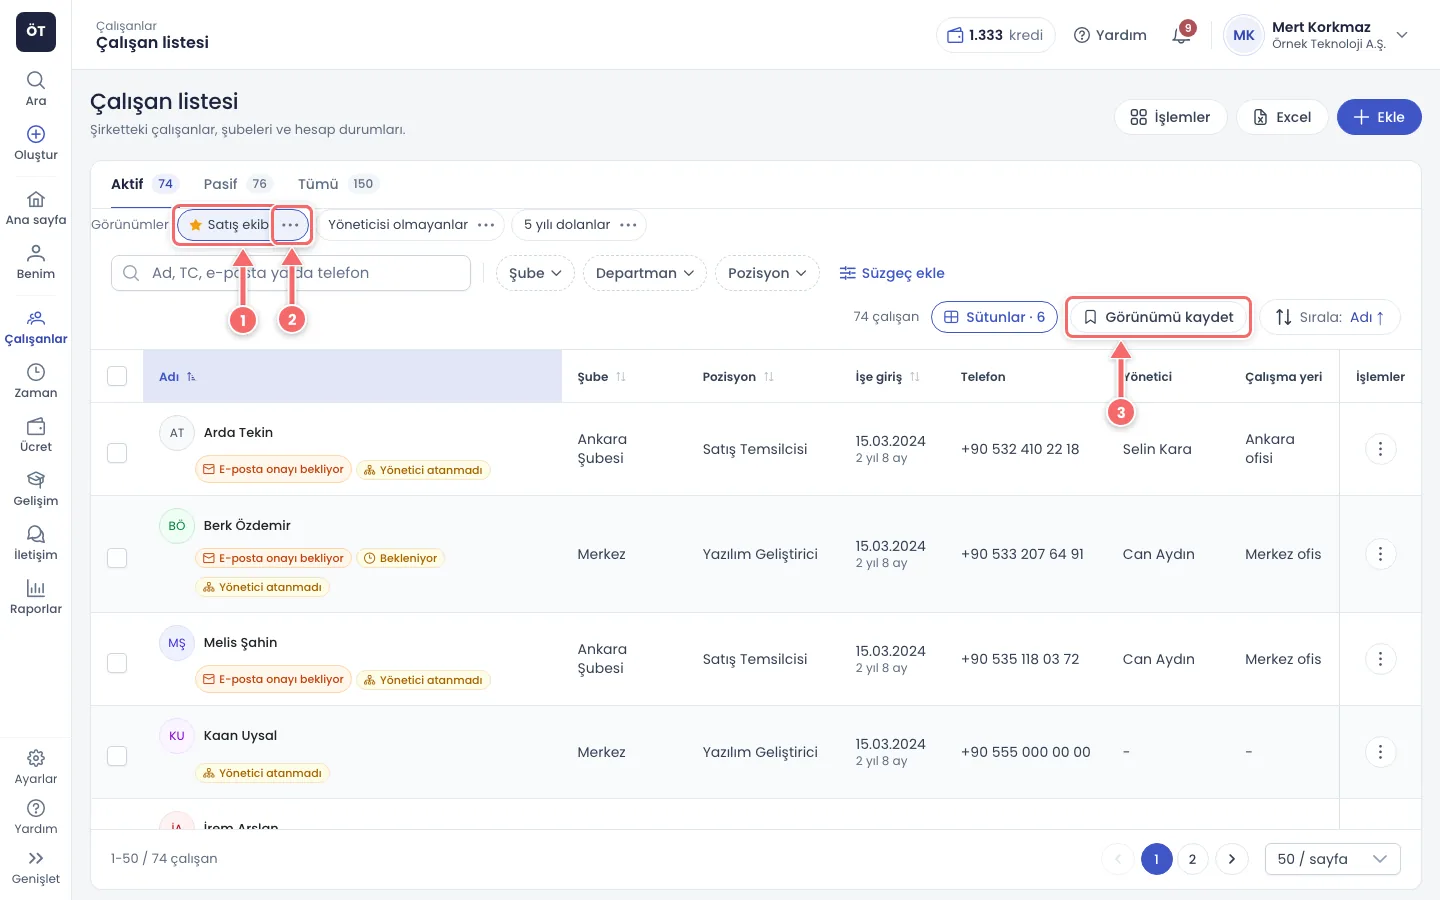 ÖT
Ara
Oluştur
Ana sayfa
Benim
Çalışanlar
Zaman
Ücret
Gelişim
İletişim
Raporlar
Ayarlar
Yardım
Genişlet
Çalışanlar
Çalışan listesi
1.333 kredi
Yardım
9
MK
Mert Korkmaz
Örnek Teknoloji A.Ş.
Çalışan listesi
Şirketteki çalışanlar, şubeleri ve hesap durumları.
İşlemler
Excel
Ekle
Aktif 74 Pasif 76 Tümü 150
Görünümler Satış ekib Yöneticisi olmayanlar 5 yılı dolanlar
Ad, TC, e-posta ya da telefon
Şube Departman Pozisyon Süzgeç ekle
1 2
74 çalışan Sütunlar · 6 Görünümü kaydet Sırala: Adı ↑
3
Adı Şube Pozisyon İşe giriş Telefon Yönetici Çalışma yeri İşlemler
AT Arda Tekin
E-posta onayı bekliyor Yönetici atanmadı
Ankara Şubesi
Satış Temsilcisi
15.03.2024
2 yıl 8 ay
+90 532 410 22 18
Selin Kara
Ankara ofisi
BÖ Berk Özdemir
E-posta onayı bekliyor Bekleniyor
Yönetici atanmadı
Merkez
Yazılım Geliştirici
15.03.2024
2 yıl 8 ay
+90 533 207 64 91
Can Aydın
Merkez ofis
MŞ Melis Şahin
E-posta onayı bekliyor Yönetici atanmadı
Ankara Şubesi
Satış Temsilcisi
15.03.2024
2 yıl 8 ay
+90 535 118 03 72
Can Aydın
Merkez ofis
KU Kaan Uysal
Yönetici atanmadı
Merkez
Yazılım Geliştirici
15.03.2024
2 yıl 8 ay
+90 555 000 00 00
-
-
İA İrem Arslan
1-50 / 74 çalışan
1 2
50 / sayfa